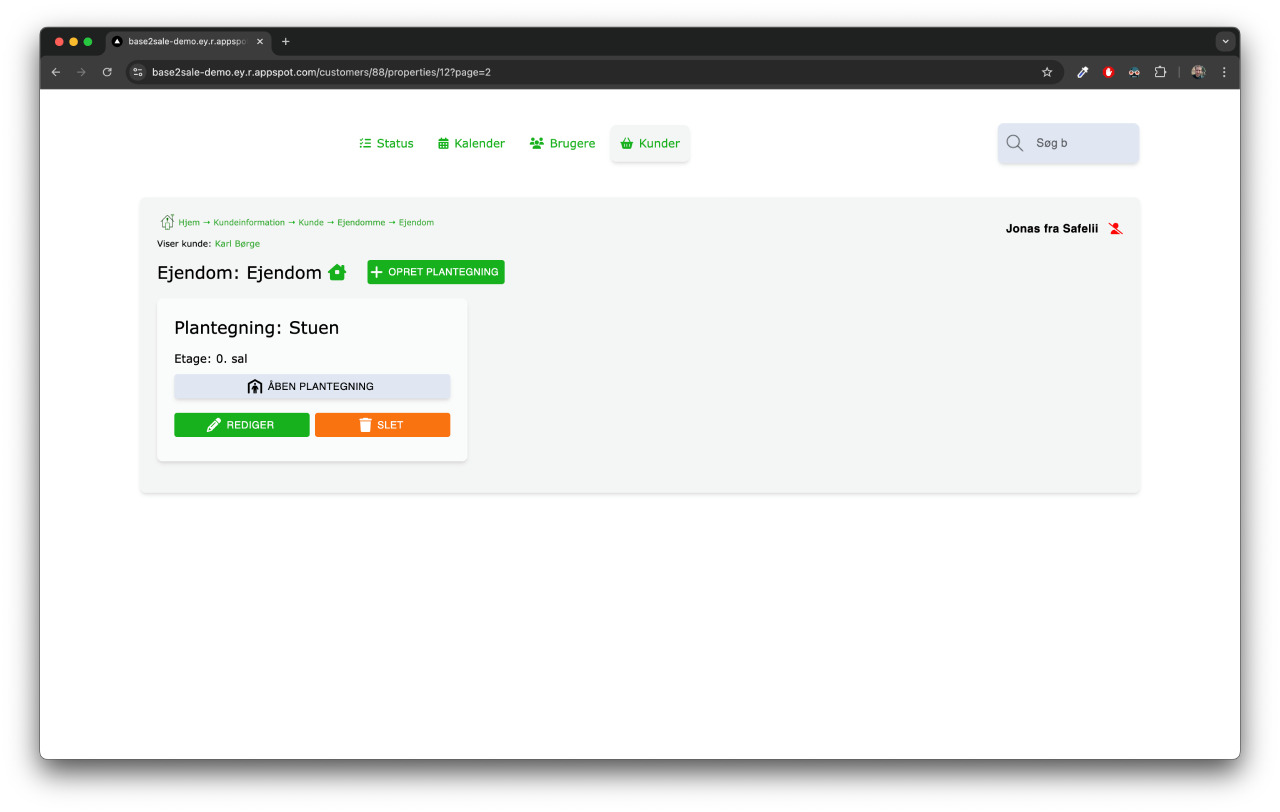 base2sale-demo.ey.r.appspo
base2sale-demo.ey.r.appspot.com/customers/88/properties/12?page=2
Status Kalender Brugere Kunder Søg b
Hjem → Kundeinformation → Kunde → Ejendomme → Ejendom
Jonas fra Safelii
Viser kunde: Karl Børge
Ejendom: Ejendom OPRET PLANTEGNING
Plantegning: Stuen
Etage: 0. sal
ÅBEN PLANTEGNING
REDIGER SLET